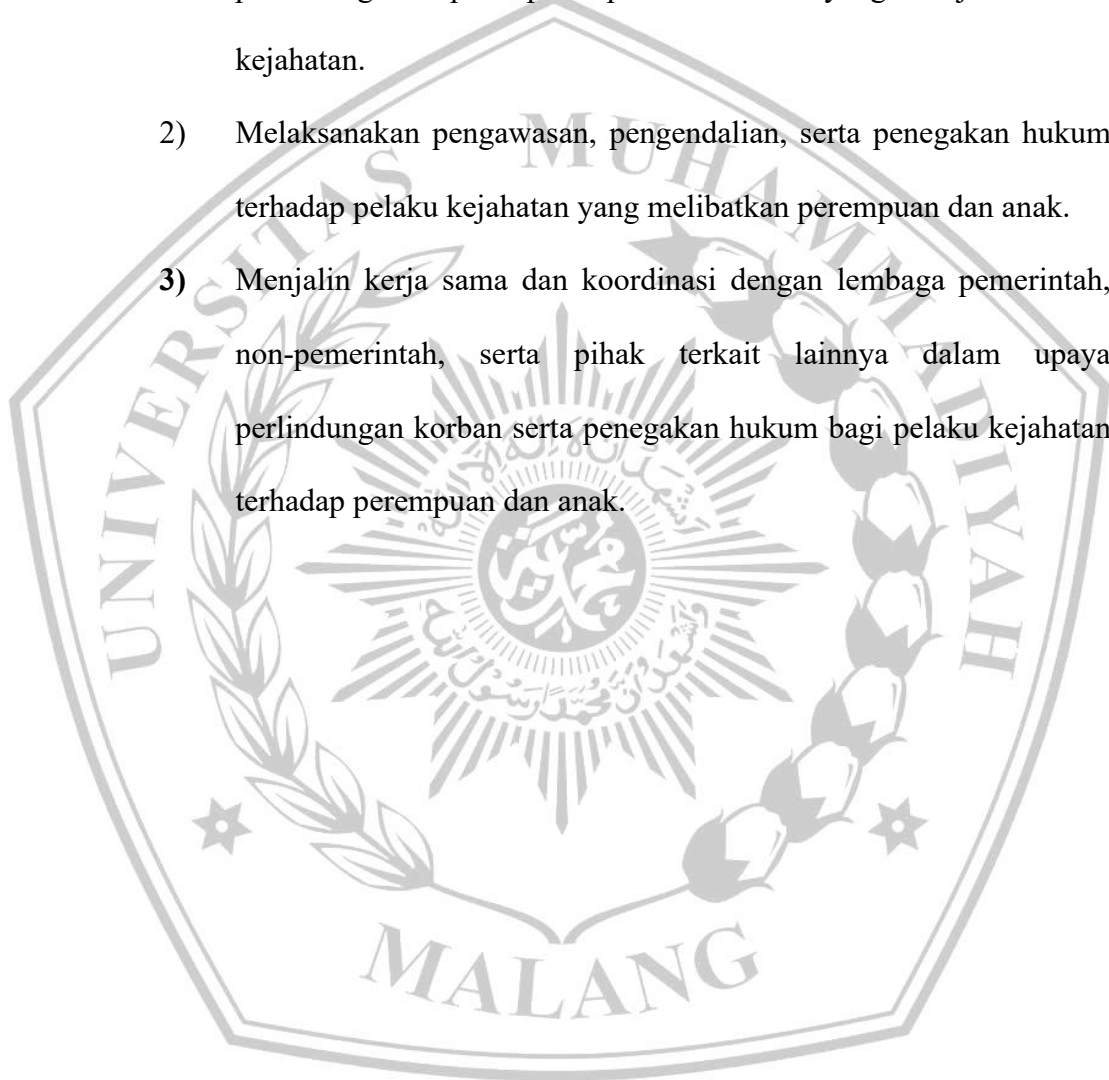 kejahatan.
2) Melaksanakan pengawasan, pengendalian, serta penegakan hukum
terhadap pelaku kejahatan yang melibatkan perempuan dan anak.
3) Menjalin kerja sama dan koordinasi dengan lembaga pemerintah,
non-pemerintah, serta pihak terkait lainnya dalam upaya
perlindungan korban serta penegakan hukum bagi pelaku kejahatan
terhadap perempuan dan anak.
UNIVERSITAS MUHAMMADIYAH
MALANG